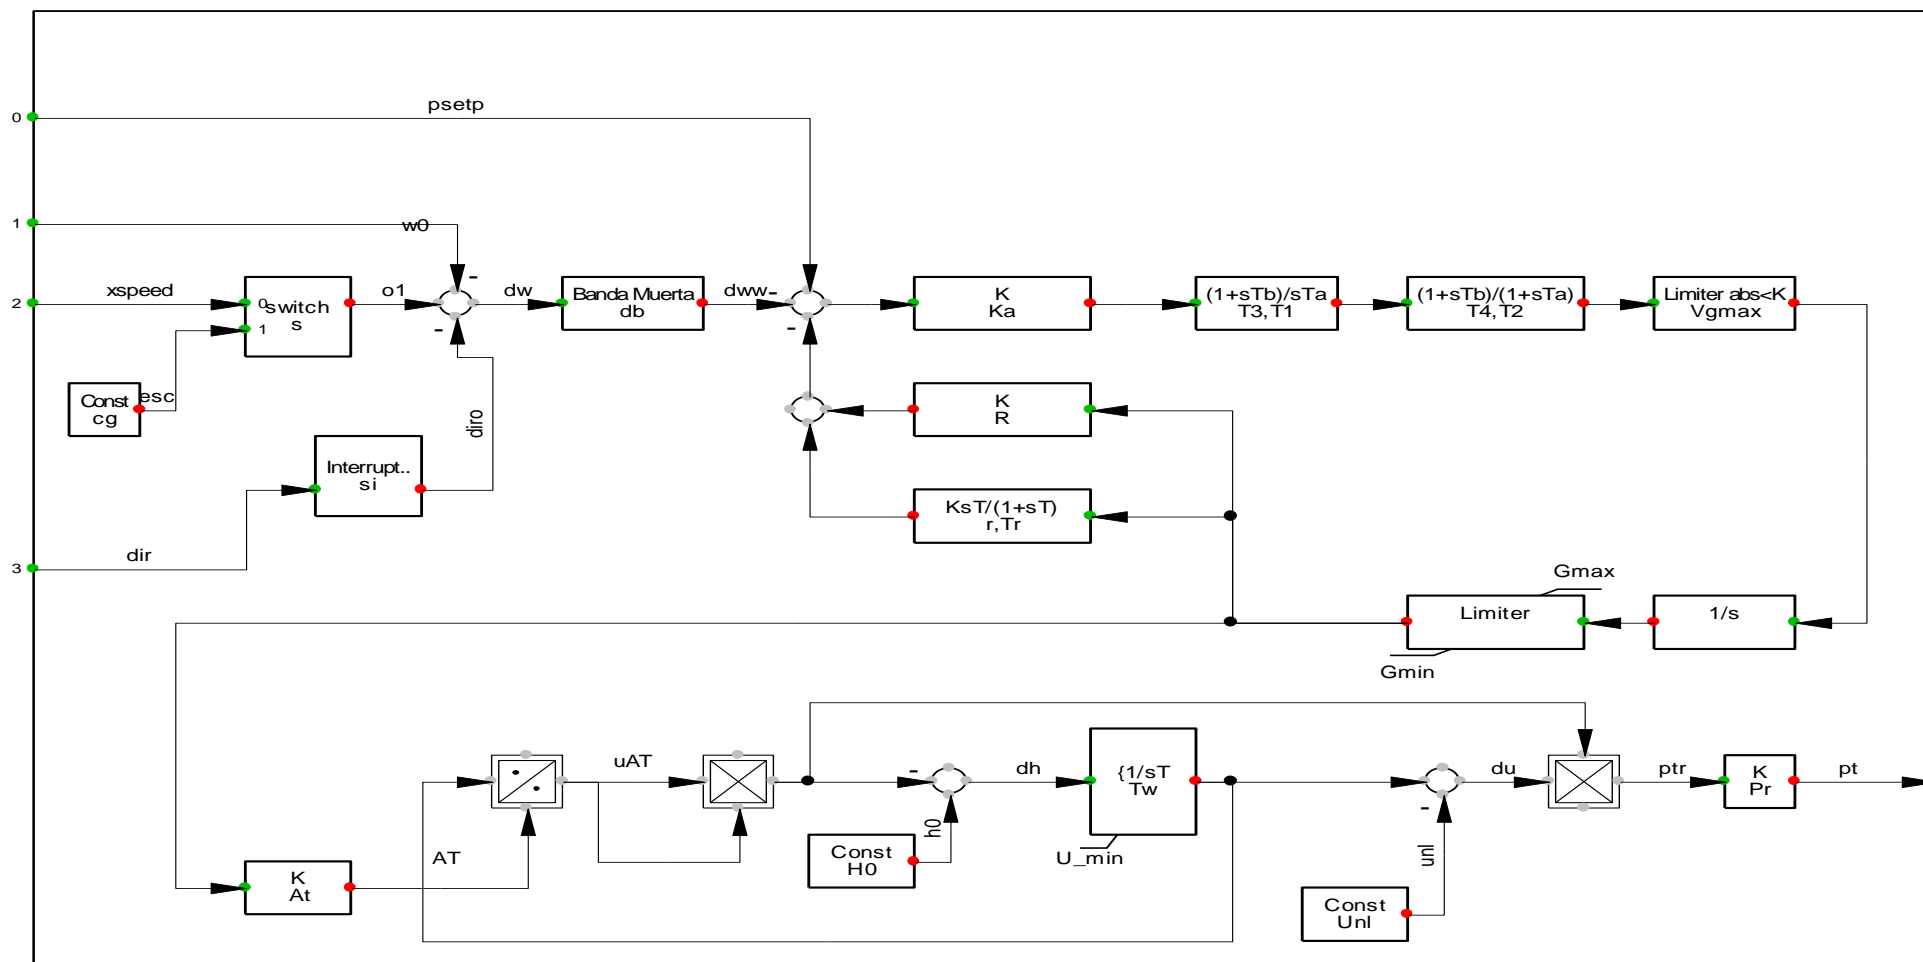 psetp
0
1
w0
2
xspeed
0
switch
s
1
o1
-
-
dw
Banda Muerta
db
dww
-
-
K
Ka
(1+sTb)/sTa
T3,T1
(1+sTb)/(1+sTa)
T4,T2
Limiter abs<K
Vgmax
Const
cg
esc
diro
K
R
Interrupt..
si
KsT/(1+sT)
r,Tr
dir
3
Gmax
Limiter
1/s
Gmin
uAT
-
dh
{1/sT
Tw
U_min
du
-
ptr
K
Pr
pt
AT
h0
Const
H0
unl
K
At
Const
Unl